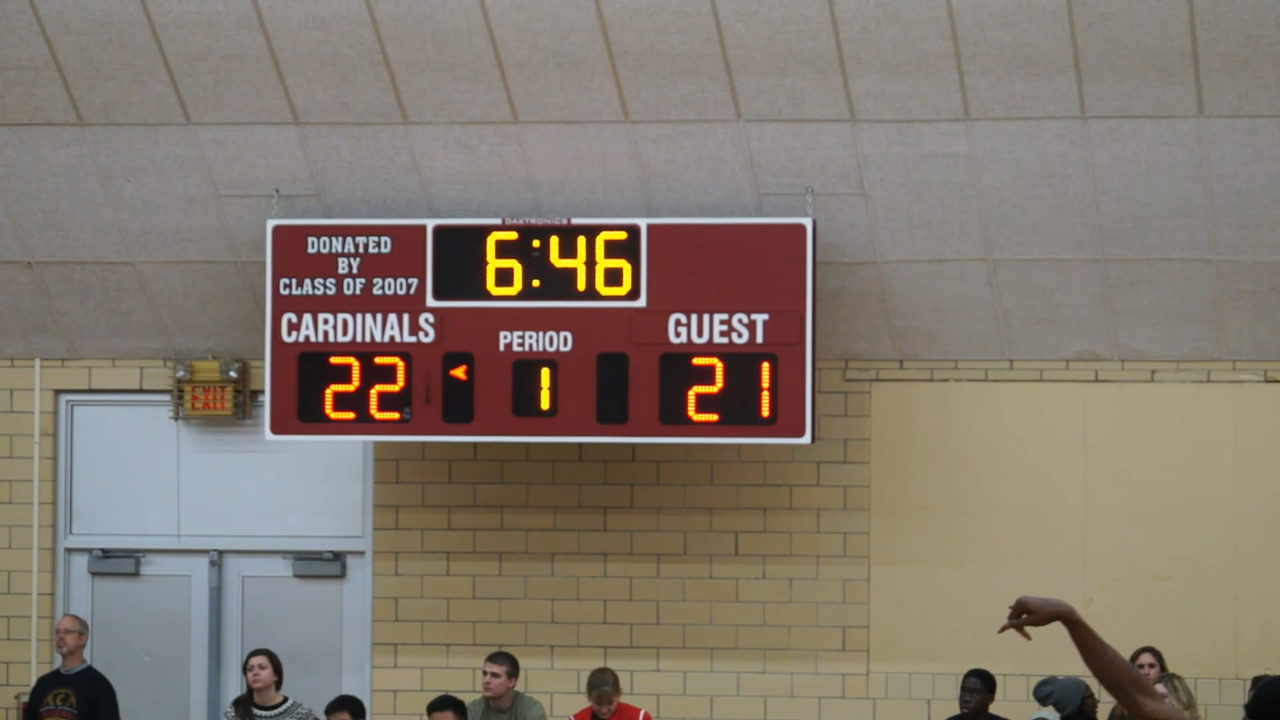 DAKTRONICS
DONATED
BY
CLASS OF 2007
6:46
CARDINALS
PERIOD
GUEST
22
1
21
EXIT